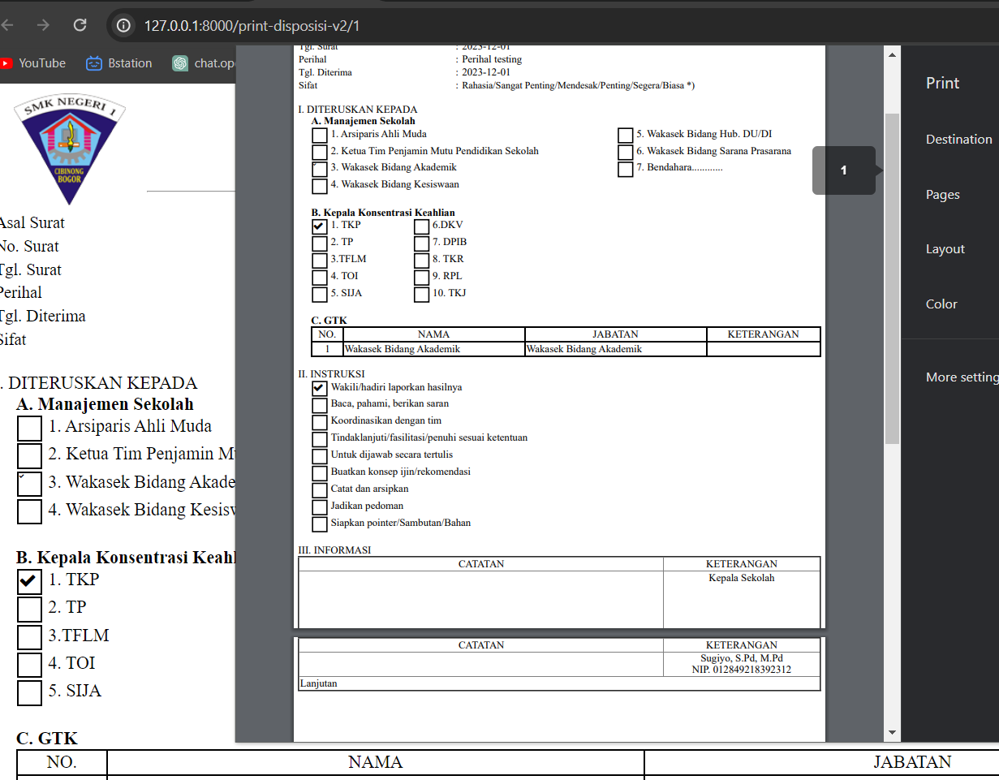 127.0.0.1:8000/print-disposisi-v2/1
YouTube
Bstation
chat.op
SMK NEGERI 1
CIBINONG
BOGOR
Asal Surat
No. Surat
Tgl. Surat
Perihal
Tgl. Diterima
Sifat
. DITERUSKAN KEPADA
A. Manajemen Sekolah
1. Arsiparis Ahli Muda
2. Ketua Tim Penjamin Mu
3. Wakasek Bidang Akade
4. Wakasek Bidang Kesisw
B. Kepala Konsentrasi Keahl
1. TKP
2. TP
3.TFLM
4. TOI
5. SIJA
C. GTK
NO. NAMA JABATAN
Tgl. Surat : 2023-12-01
Perihal : Perihal testing
Tgl. Diterima : 2023-12-01
Sifat : Rahasia/Sangat Penting/Mendesak/Penting/Segera/Biasa *)
I. DITERUSKAN KEPADA
A. Manajemen Sekolah
1. Arsiparis Ahli Muda
2. Ketua Tim Penjamin Mutu Pendidikan Sekolah
3. Wakasek Bidang Akademik
4. Wakasek Bidang Kesiswaan
5. Wakasek Bidang Hub. DU/DI
6. Wakasek Bidang Sarana Prasarana
7. Bendahara............
B. Kepala Konsentrasi Keahlian
1. TKP
2. TP
3.TFLM
4. TOI
5. SIJA
6.DKV
7. DPIB
8. TKR
9. RPL
10. TKJ
C. GTK
NO. NAMA JABATAN KETERANGAN
1 Wakasek Bidang Akademik Wakasek Bidang Akademik
II. INSTRUKSI
Wakili/hadiri laporkan hasilnya
Baca, pahami, berikan saran
Koordinasikan dengan tim
Tindaklanjuti/fasilitasi/penuhi sesuai ketentuan
Untuk dijawab secara tertulis
Buatkan konsep ijin/rekomendasi
Catat dan arsipkan
Jadikan pedoman
Siapkan pointer/Sambutan/Bahan
III. INFORMASI
CATATAN KETERANGAN
Kepala Sekolah
CATATAN KETERANGAN
Sugiyo, S.Pd, M.Pd
NIP. 012849218392312
Lanjutan
1
Print
Destination
Pages
Layout
Color
More setting